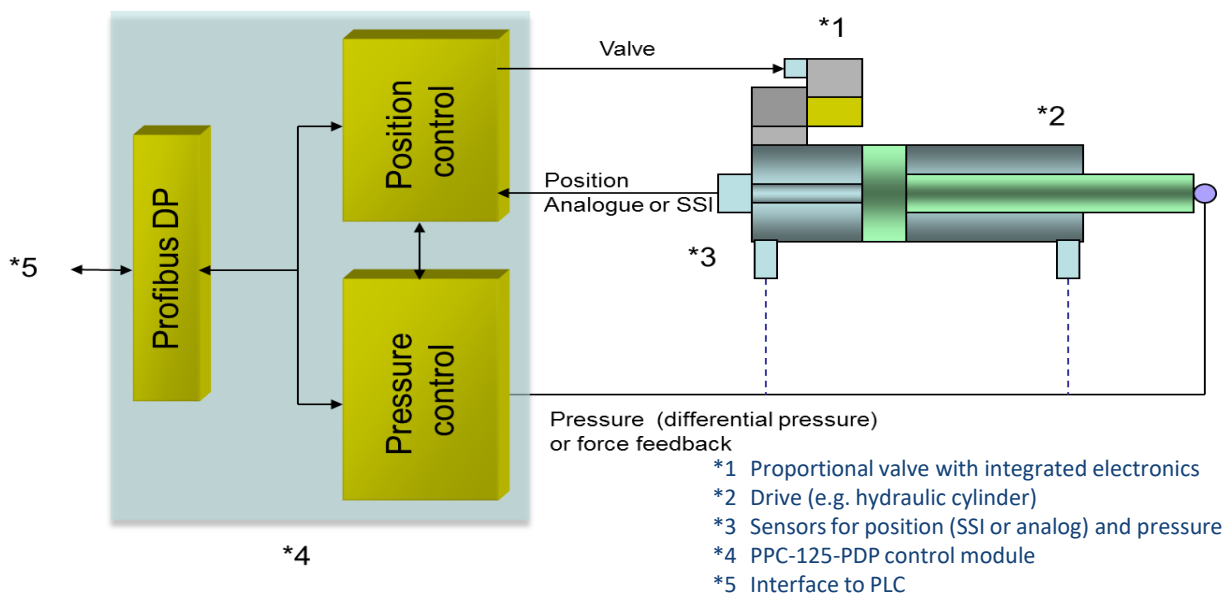 *1
Valve
*2
Position control
Profibus DP
Position
Analogue or SSI
*3
*5
Pressure control
Pressure  (differential pressure)
or force feedback
*4
*1 Proportional valve with integrated electronics
*2 Drive (e.g. hydraulic cylinder)
*3 Sensors for position (SSI or analog) and pressure
*4 PPC-125-PDP control module
*5 Interface to PLC